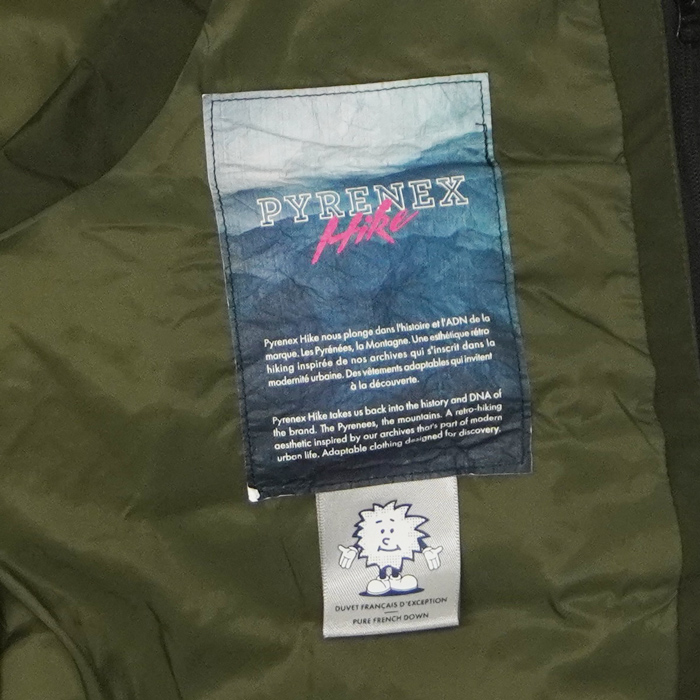 PYRENEX
Hike
Pyrenex Hike nous plonge dans l'histoire et l'ADN de la
marque. Les Pyrénées, la Montagne. Une esthétique rétro
hiking inspirée de nos archives qui s'inscrit dans la
modernité urbaine. Des vêtements adaptables qui invitent
à la découverte.
Pyrenex Hike takes us back into the history and DNA of
the brand. The Pyrenees, the mountains. A retro-hiking
aesthetic inspired by our archives that's part of modern
urban life. Adaptable clothing designed for discovery.
DUVET FRANÇAIS D'EXCEPTION
PURE FRENCH DOWN